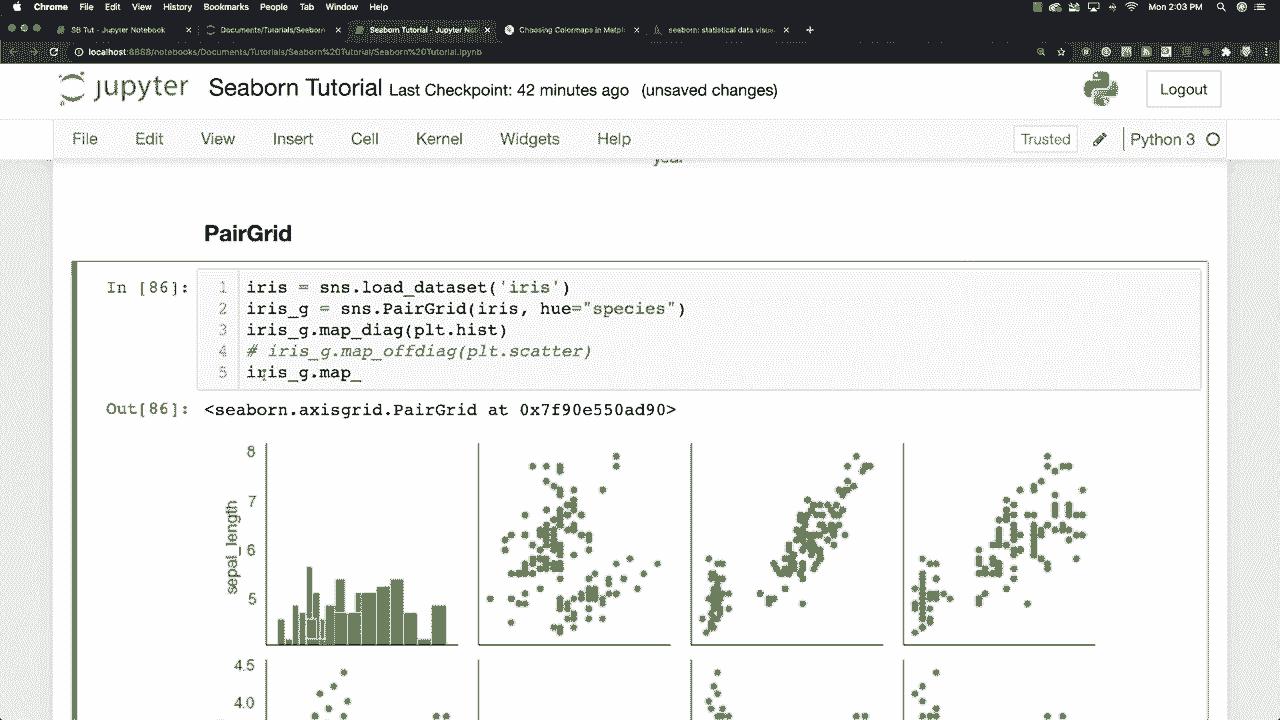 Chrome File Edit View History Bookmarks People Tab Window Help Mon 2:03 PM
SB Tut - Jupyter Notebook Documents/Tutorials/Seaborn Seaborn Tutorial - Jupyter Not Choosing Colormaps in Matpl seaborn: statistical data visua
localhost:8888/notebooks/Documents/Tutorials/Seaborn%20Tutorial/Seaborn%20Tutorial.ipynb
jupyter Seaborn Tutorial Last Checkpoint: 42 minutes ago (unsaved changes) Logout
File Edit View Insert Cell Kernel Widgets Help Trusted Python 3
year
PairGrid
In [86]: 1 iris = sns.load_dataset('iris')
2 iris_g = sns.PairGrid(iris, hue="species")
3 iris_g.map_diag(plt.hist)
4 # iris_g.map_offdiag(plt.scatter)
5 iris_g.map_
Out[86]: <seaborn.axisgrid.PairGrid at 0x7f90e550ad90>
8
7
6
5
sepal_length
4.5
4.0